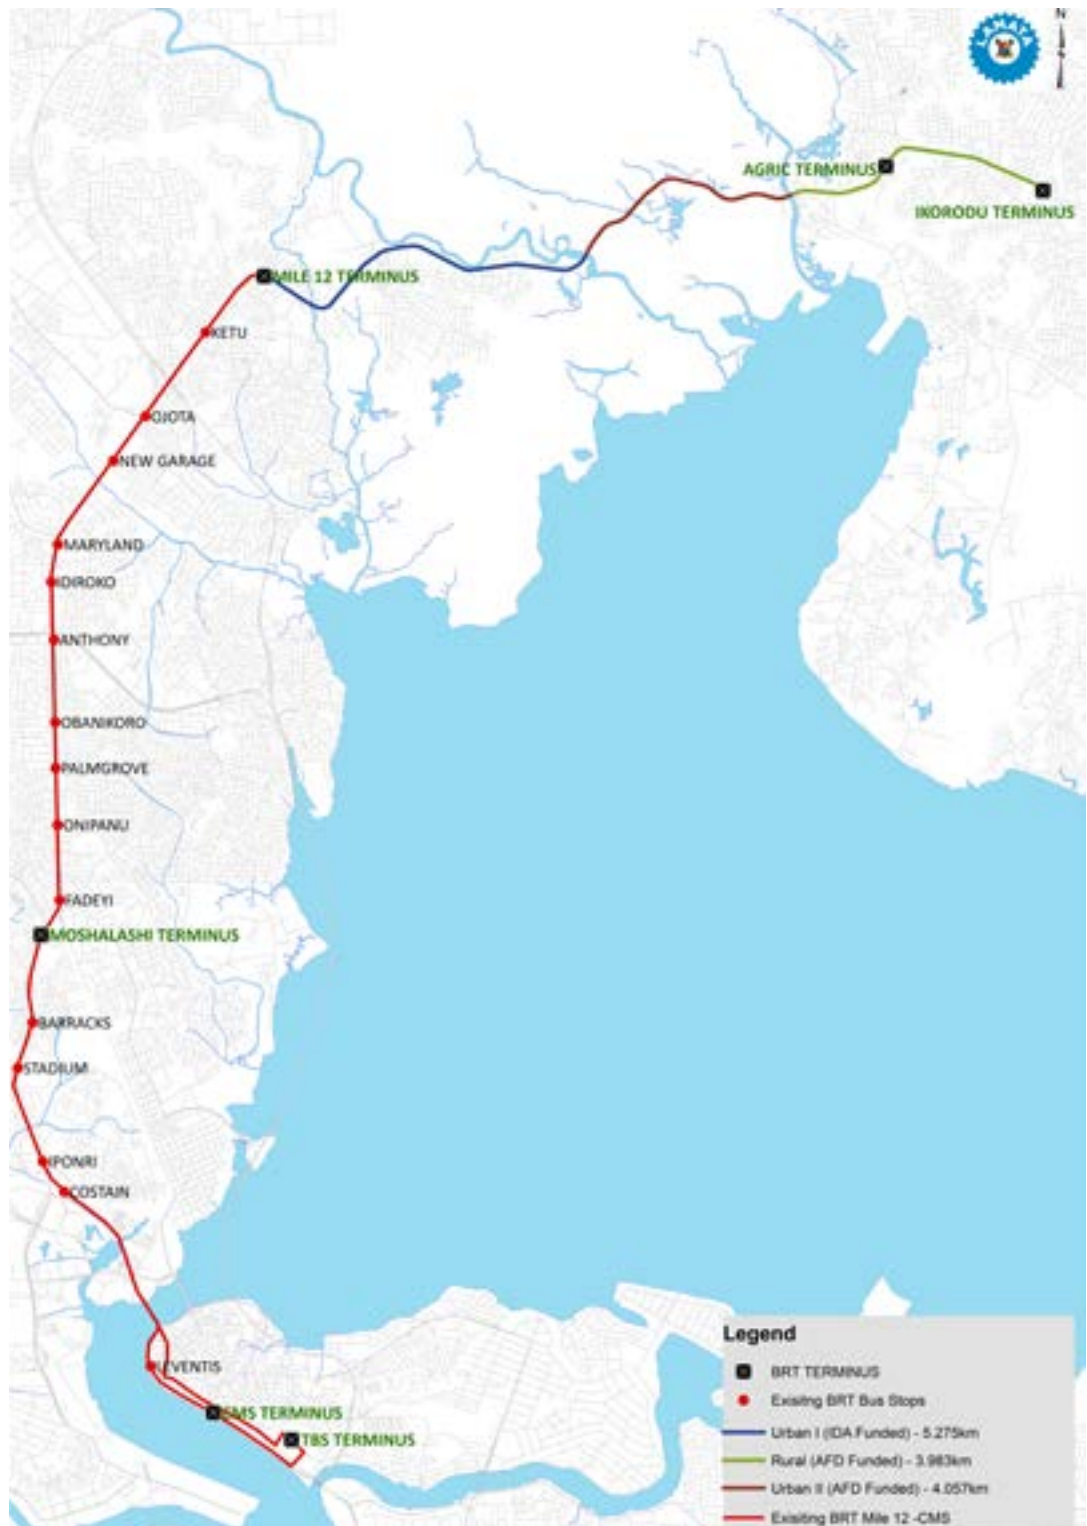 LAMATA
N
AGRIC TERMINUS
IKORODU TERMINUS
MILE 12 TERMINUS
KETU
OJOTA
NEW GARAGE
MARYLAND
IDIROKO
ANTHONY
OBANIKORO
PALMGROVE
ONIPANU
FADEYI
MOSHALASHI TERMINUS
BARRACKS
STADIUM
IPONRI
COSTAIN
LEVENTIS
CMS TERMINUS
TBS TERMINUS
Legend
BRT TERMINUS
Exisitng BRT Bus Stops
Urban I (IDA Funded) - 5.275km
Rural (AFD Funded) - 3.983km
Urban II (AFD Funded) - 4.057km
Exisiting BRT Mile 12 -CMS